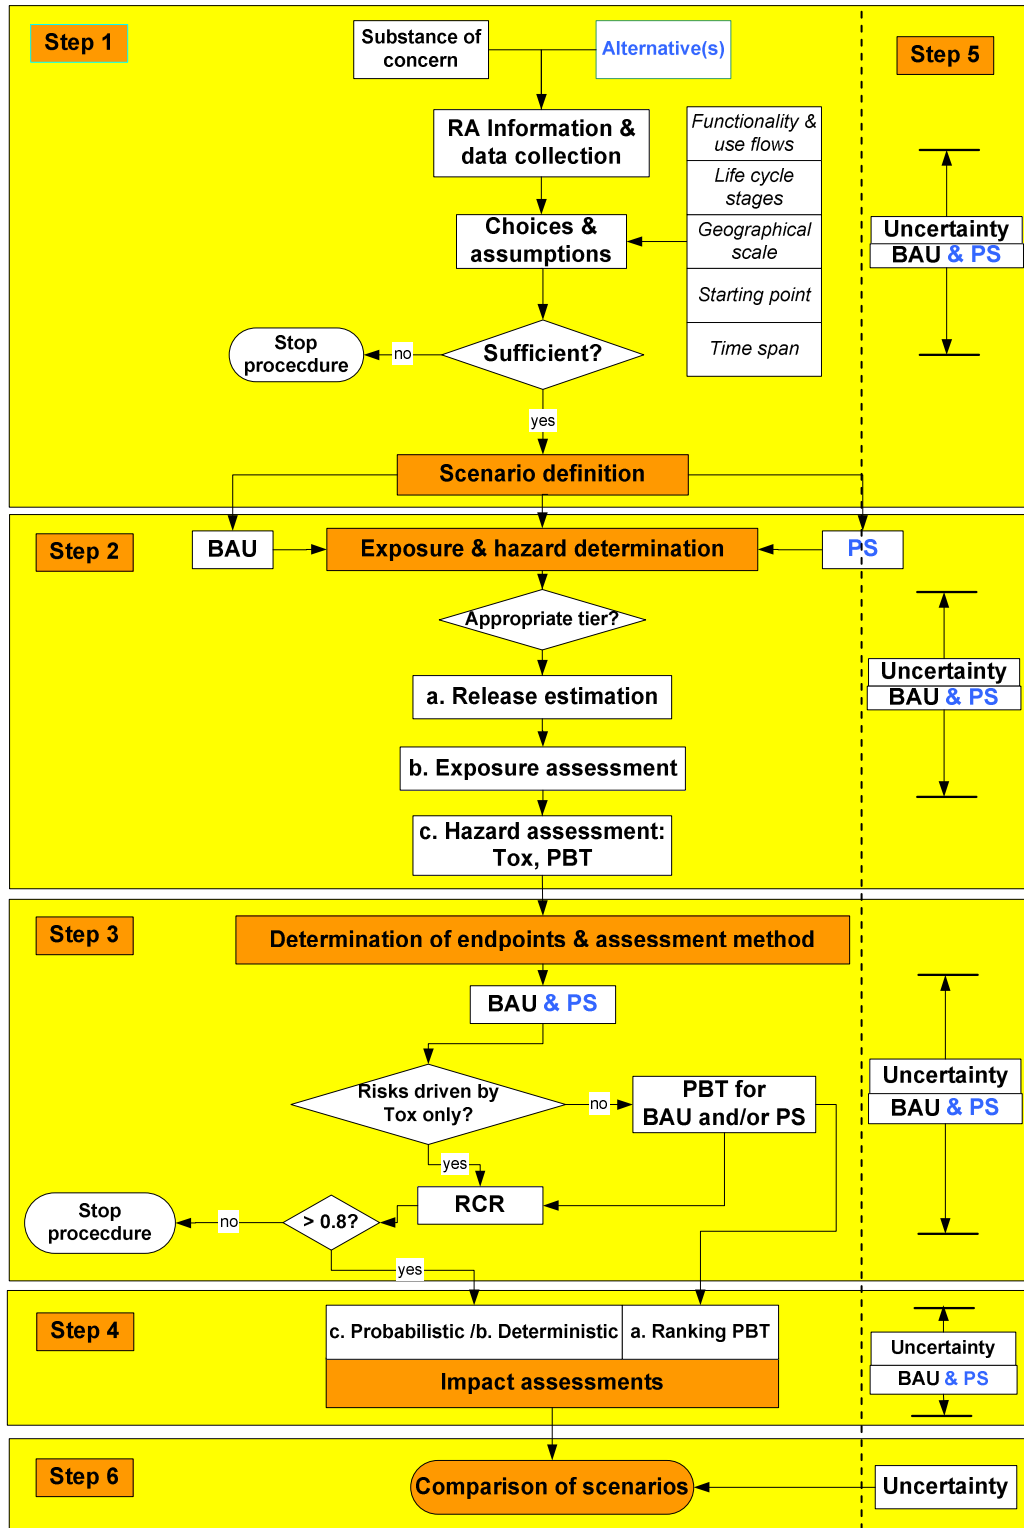 Step 1
Substance of
concern
Alternative(s)
Step 5
RA Information &
data collection
Functionality &
use flows
Life cycle
stages
Geographical
scale
Starting point
Time span
Choices &
assumptions
Uncertainty
BAU & PS
Sufficient?
no
Stop
procecdure
yes
Scenario definition
Step 2
BAU
Exposure & hazard determination
PS
Appropriate tier?
a. Release estimation
Uncertainty
BAU & PS
b. Exposure assessment
c. Hazard assessment:
Tox, PBT
Step 3
Determination of endpoints & assessment method
BAU & PS
Risks driven by
Tox only?
no
PBT for
BAU and/or PS
Uncertainty
BAU & PS
yes
RCR
> 0.8?
no
Stop
procecdure
yes
Step 4
c. Probabilistic /b. Deterministic
a. Ranking PBT
Impact assessments
Uncertainty
BAU & PS
Step 6
Comparison of scenarios
Uncertainty